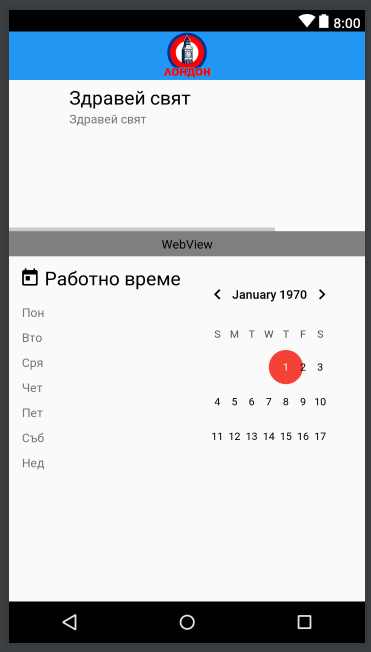 8:00
ЛОНДОН
Здравей свят
Здравей свят
WebView
Работно време
Пон
Вто
Сря
Чет
Пет
Съб
Нед
January 1970
S M T W T F S
1 2 3
4 5 6 7 8 9 10
11 12 13 14 15 16 17